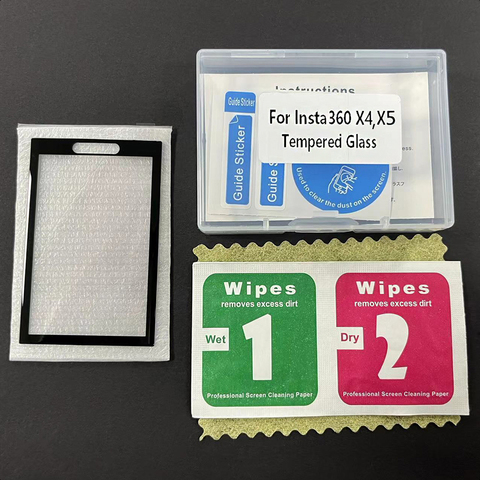 Instructions
Guide Sticker
For Insta360 X4,X5
Tempered Glass
Guide Sticker
Guide Sticker
Used to clear the dust on the screen.
Wipes
removes excess dirt
Wet
1
Professional Screen Cleaning Paper
Wipes
removes excess dirt
Dry
2
Professional Screen Cleaning Paper